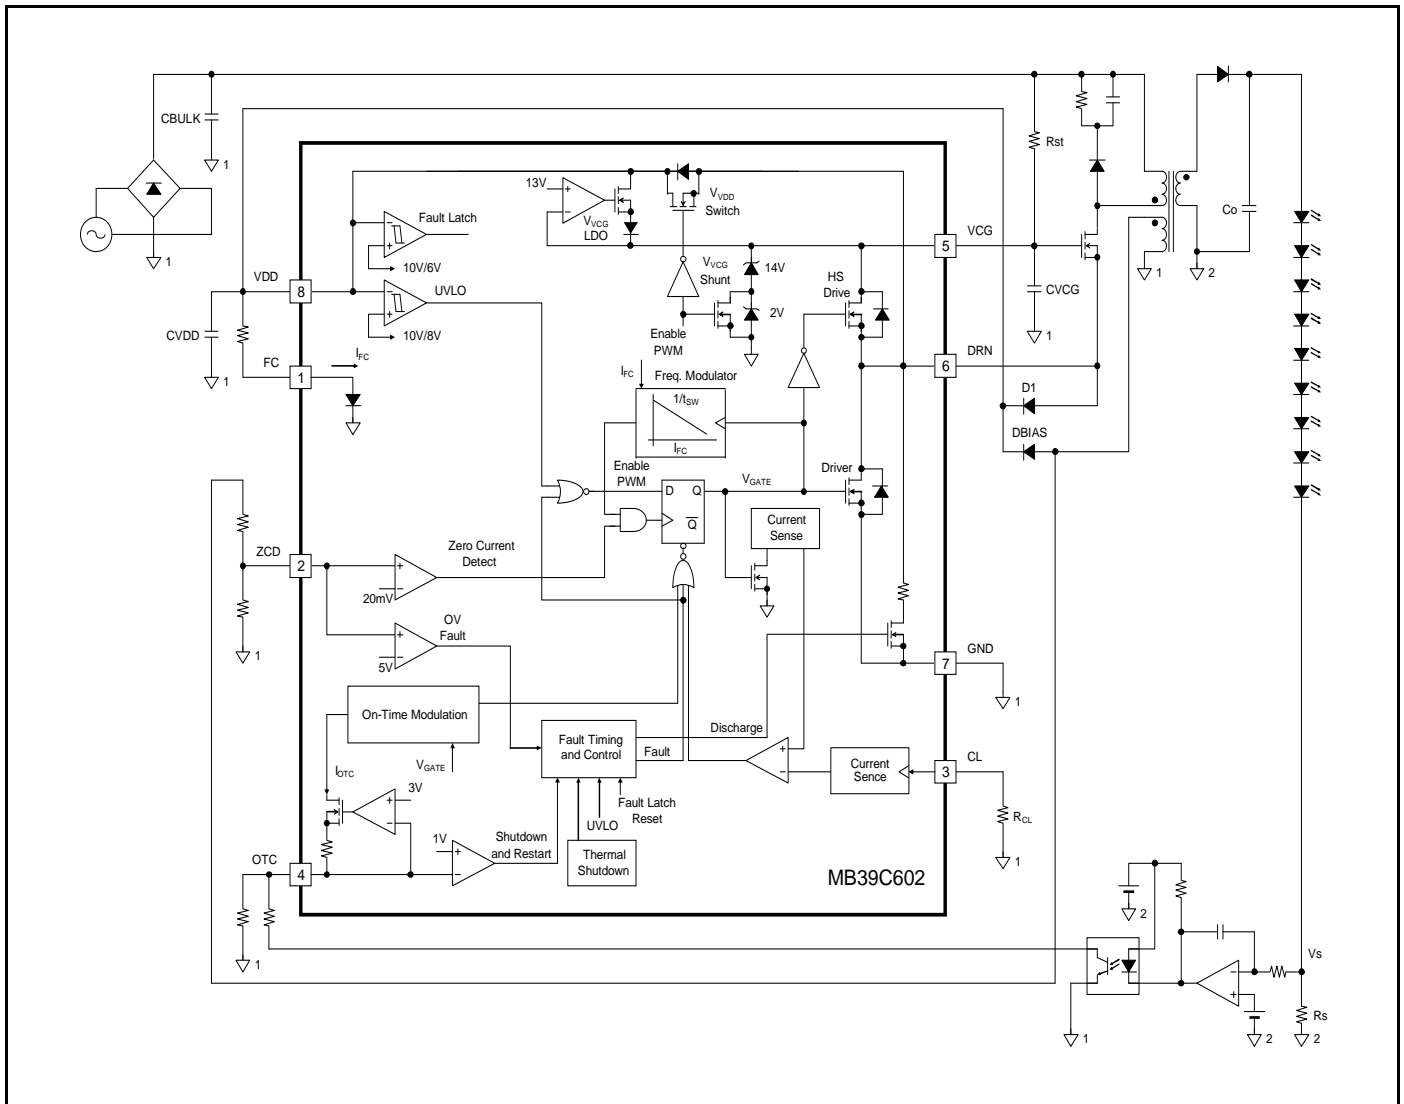 CBULK
1
Rst
Co
13V
VVCG
LDO
VVDD
Switch
Fault Latch
10V/6V
VDD
8
UVLO
10V/8V
VVCG
Shunt
14V
2V
HS
Drive
5
VCG
CVCG
1
1
2
1
CVDD
1
FC
1
IFC
Enable
PWM
6
DRN
D1
DBIAS
IFC
Freq. Modulator
1/tSW
IFC
Enable
PWM
D
Q
Q
VGATE
Driver
Current
Sense
ZCD
2
Zero Current
Detect
20mV
1
OV
Fault
5V
7
GND
1
On-Time Modulation
VGATE
IOTC
3V
Fault Timing
and Control
Discharge
Fault
Fault Latch
Reset
UVLO
Thermal
Shutdown
1V
Shutdown
and Restart
Current
Sence
3
CL
RCL
1
OTC
4
1
MB39C602
2
Vs
Rs
1
2
2